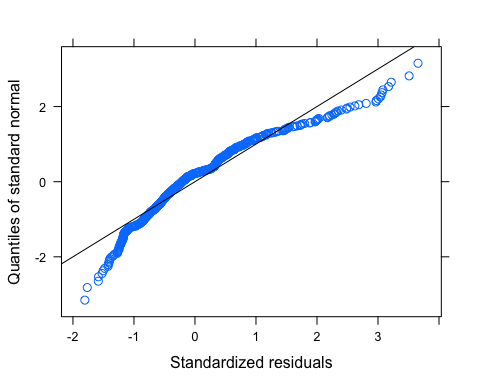 Quantiles of standard normal
2
0
-2
-2 -1 0 1 2 3
Standardized residuals